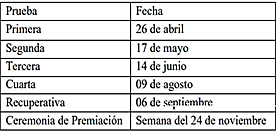 Prueba Fecha
Primera 26 de abril
Segunda 17 de mayo
Tercera 14 de junio
Cuarta 09 de agosto
Recuperativa 06 de septiembre
Ceremonia de Premiación Semana del 24 de noviembre